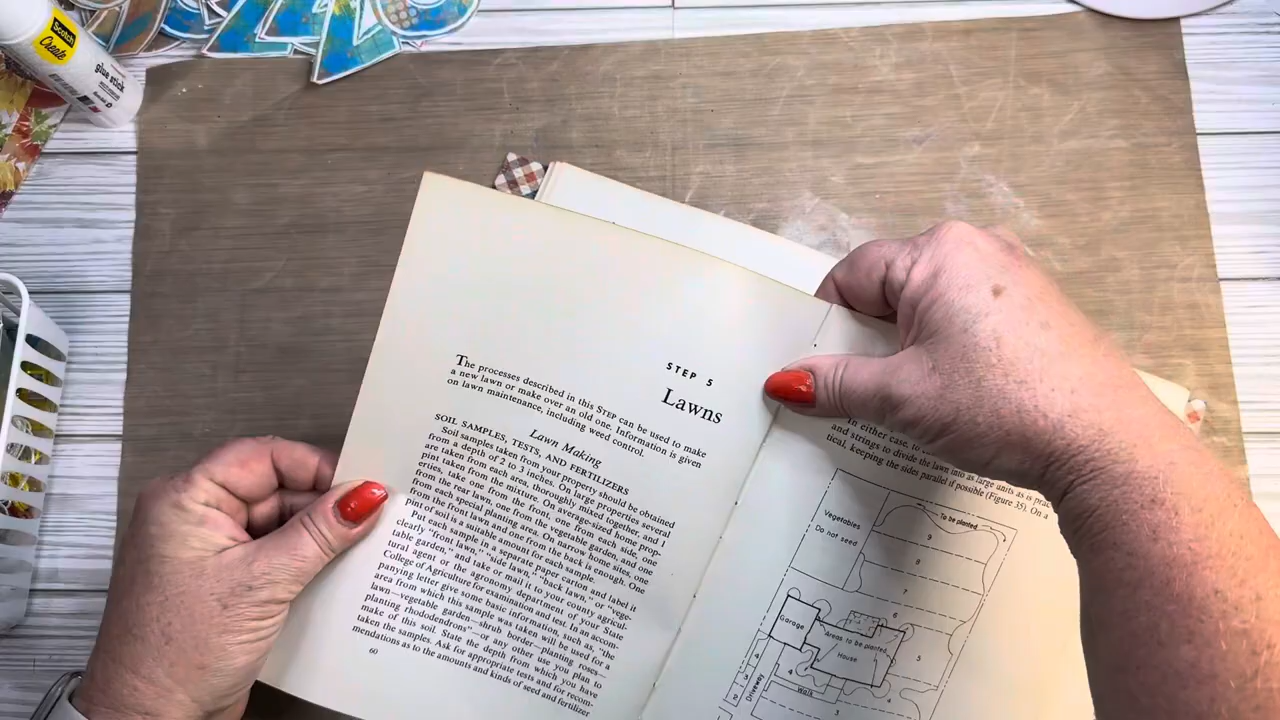 Scotch
Create
glue stick
STEP 5
Lawns
The processes described in this STEP can be used to make
a new lawn or make over an old one. Information is given
on lawn maintenance, including weed control.
Lawn Making
SOIL SAMPLES, TESTS, AND FERTILIZERS
Soil samples taken from your property should be obtained
from a depth of 2 to 3 inches. On large properties several
are taken from each area, thoroughly mixed together, and 1
pint taken from the mixture. On average-sized home prop-
erties, take one from the front, one from each side, one
from the rear lawn, one from the vegetable garden, and one
from each special planting area. On narrow home sites, one
from the front lawn and one from the back is enough. One
pint of soil is a suitable amount for each sample.
Put each sample in a separate paper carton and label it
clearly "front lawn," "side lawn," "back lawn," or "vege-
table garden," and take or mail it to your county agricul-
tural agent or the agronomy department of your State
College of Agriculture for examination and test. In an accom-
panying letter give some basic information, such as, "the
area from which this sample was taken will be used for a
lawn—vegetable garden—shrub border—planting roses—
planting rhododendrons"—or any other use you plan to
make of this soil. State the depth from which you have
taken the samples. Ask for appropriate tests and for recom-
mendations as to the amounts and kinds of seed and fertilizer
60
In either case, to
and strings to divide the lawn into as large units as is prac
tical, keeping the sides parallel if possible (Figure 35). On a
Vegetables
Do not seed
To be planted
9
8
7
6
Garage
Areas to be planted
House
5
4
4
4
3
2
Driveway
Walk
3